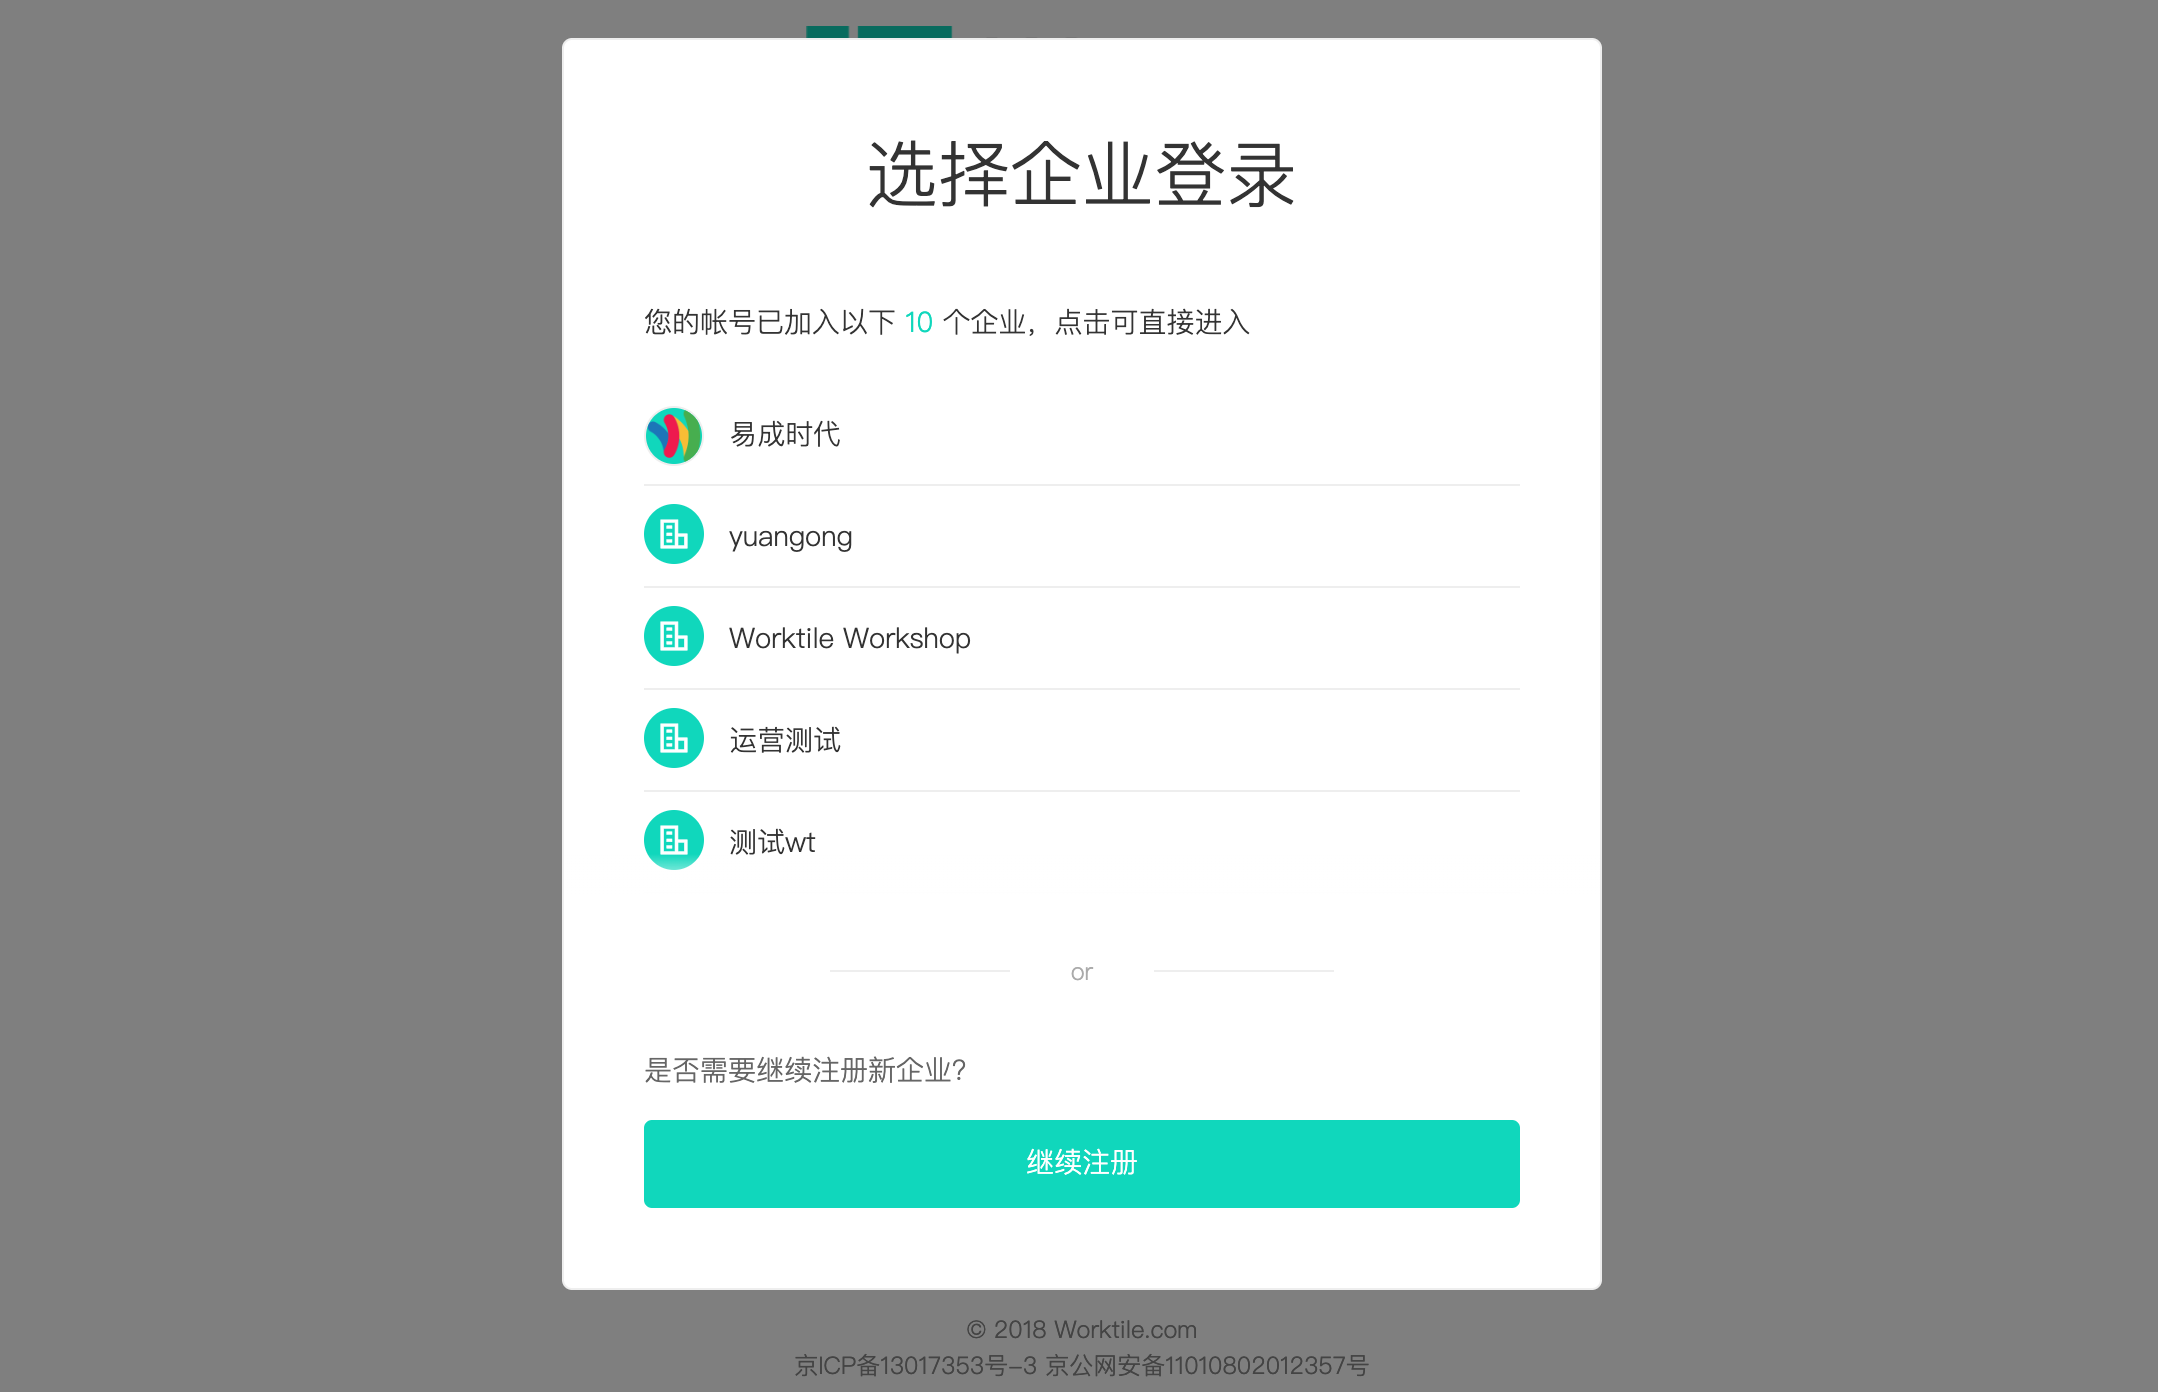 选择企业登录
您的帐号已加入以下 10 个企业，点击可直接进入
易成时代
yuangong
Worktile Workshop
运营测试
测试wt
or
是否需要继续注册新企业？
继续注册
© 2018 Worktile.com
京ICP备13017353号-3 京公网安备11010802012357号